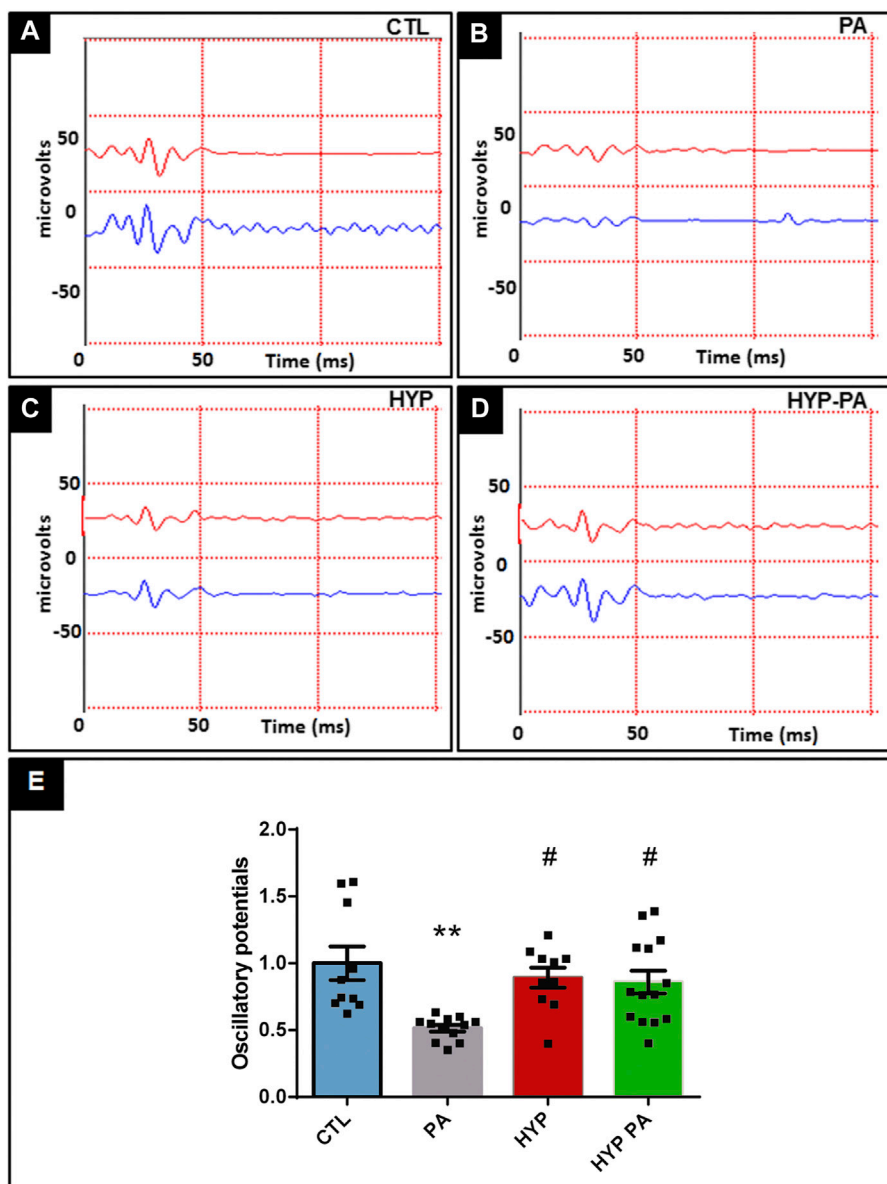 A
CTL
50
0
-50
microvolts
0
50
Time (ms)
B
PA
50
0
-50
microvolts
0
50
Time (ms)
C
HYP
50
0
-50
microvolts
0
50
Time (ms)
D
HYP-PA
50
0
-50
microvolts
0
50
Time (ms)
E
Oscillatory potentials
2.0
1.5
1.0
0.5
0.0
**
#
#
CTL
PA
HYP
HYP PA